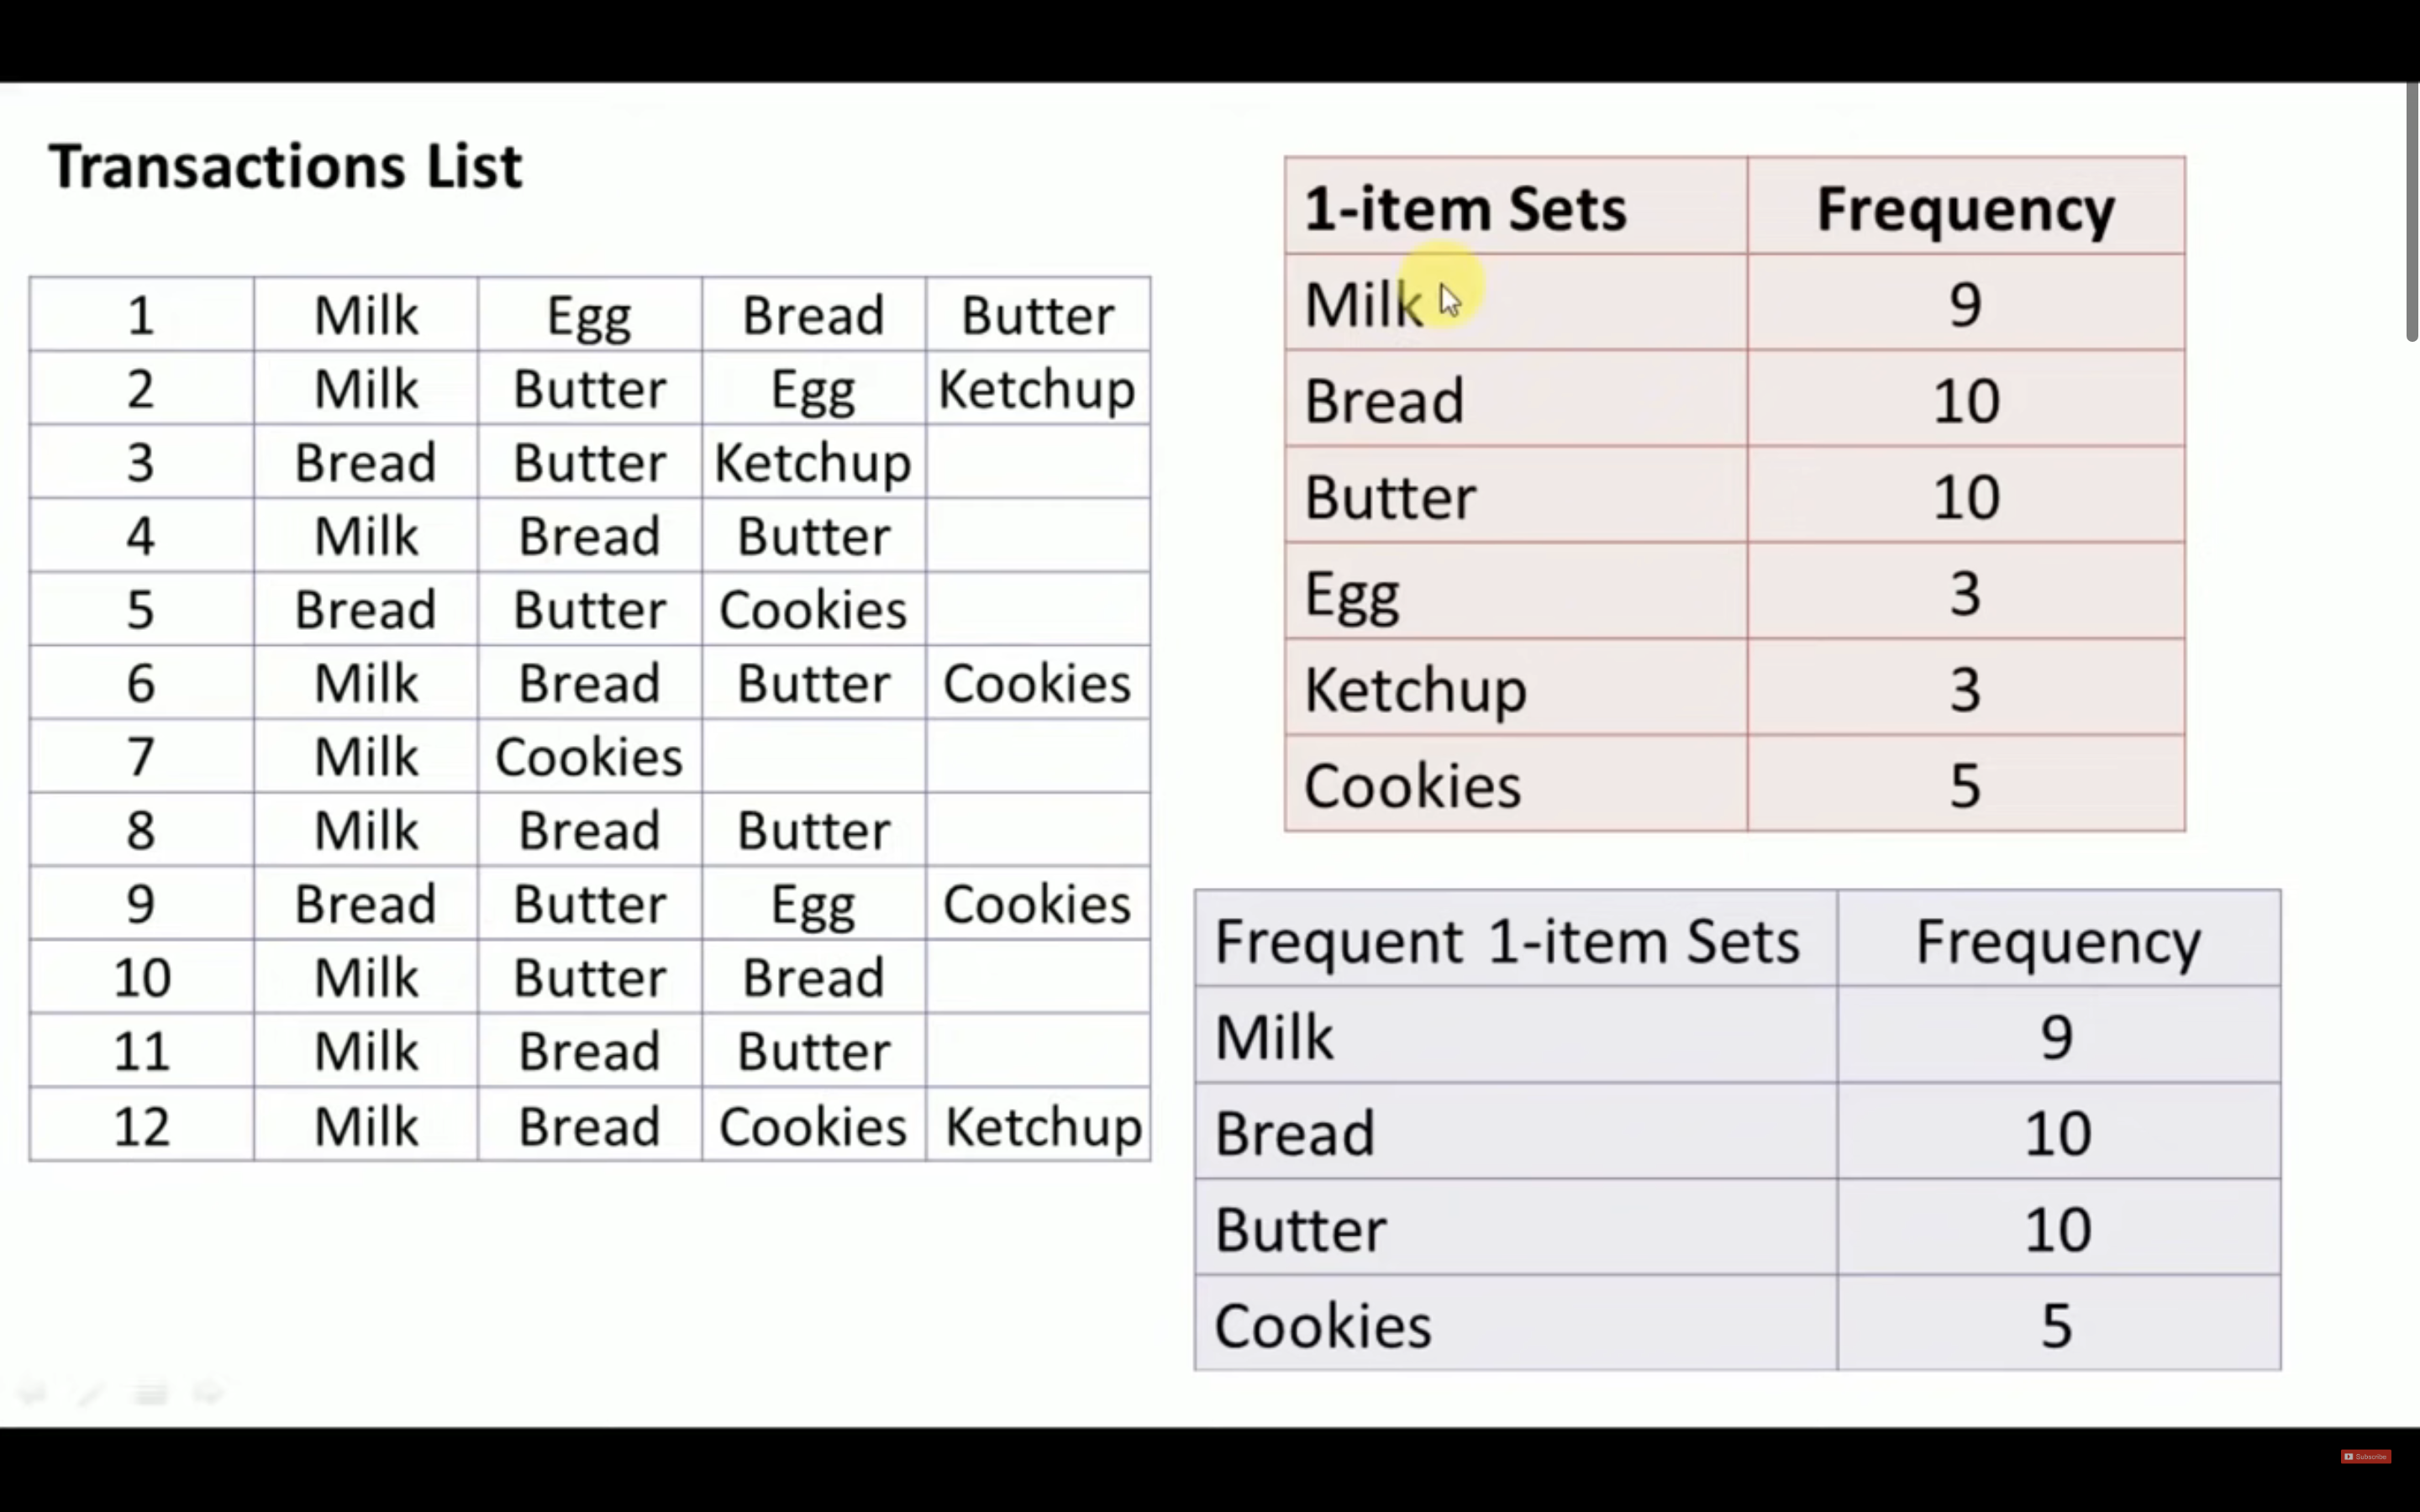 Transactions List
1 Milk Egg Bread Butter
2 Milk Butter Egg Ketchup
3 Bread Butter Ketchup
4 Milk Bread Butter
5 Bread Butter Cookies
6 Milk Bread Butter Cookies
7 Milk Cookies
8 Milk Bread Butter
9 Bread Butter Egg Cookies
10 Milk Butter Bread
11 Milk Bread Butter
12 Milk Bread Cookies Ketchup
1-item Sets Frequency
Milk 9
Bread 10
Butter 10
Egg 3
Ketchup 3
Cookies 5
Frequent 1-item Sets Frequency
Milk 9
Bread 10
Butter 10
Cookies 5
Subscribe